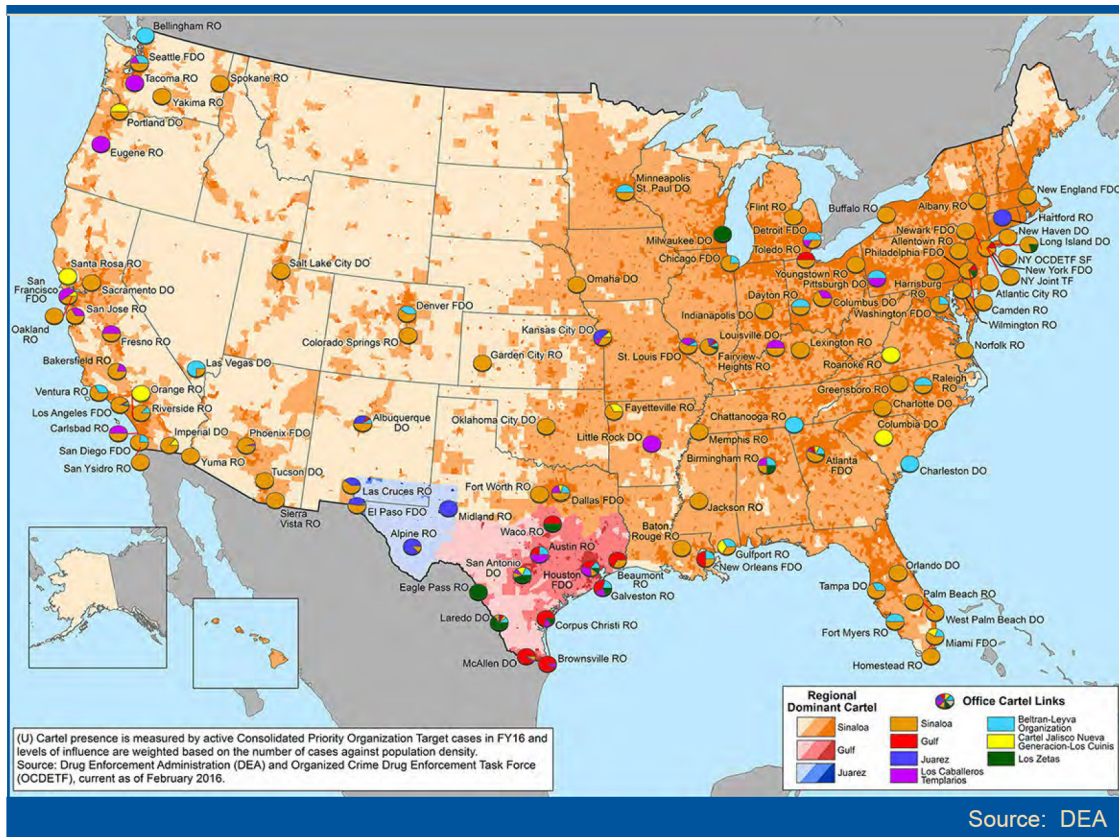 Bellingham RO
Seattle FDO
Tacoma RO
Spokane RO
Yakima RO
Portland DO
Eugene RO
Minneapolis
St. Paul DO
Milwaukee DO
Chicago FDO
Flint RO
Detroit FDO
Toledo RO
Buffalo RO
Albany RO
New England FDO
Hartford RO
New Haven DO
Long Island DO
Newark FDO
Allentown RO
Philadelphia FDO
NY OCDETF SF
New York FDO
NY Joint TF
Youngstown RO
Pittsburgh DO
Harrisburg
RO
Atlantic City RO
Camden RO
Wilmington RO
Dayton RO
Columbus DO
Washington FDO
Indianapolis DO
Norfolk RO
Santa Rosa RO
San
Francisco
FDO
Sacramento DO
San Jose RO
Oakland
RO
Fresno RO
Salt Lake City DO
Denver FDO
Colorado Springs RO
Omaha DO
Kansas City DO
Garden City RO
St. Louis FDO
Fairview
Heights RO
Louisville DO
Lexington RO
Roanoke RO
Greensboro RO
Raleigh
RO
Charlotte DO
Columbia DO
Charleston DO
Bakersfield RO
Las Vegas DO
Ventura RO
Orange RO
Los Angeles FDO
Riverside RO
Carlsbad RO
Imperial DO
San Diego FDO
San Ysidro RO
Yuma RO
Phoenix FDO
Tucson DO
Sierra
Vista RO
Albuquerque
DO
Las Cruces RO
El Paso FDO
Midland RO
Alpine RO
Oklahoma City DO
Fayetteville RO
Little Rock DO
Chattanooga RO
Memphis RO
Birmingham RO
Atlanta
FDO
Fort Worth RO
Dallas FDO
Jackson RO
Waco RO
Austin RO
San Antonio
DO
Houston
FDO
Baton
Rouge RO
Beaumont
RO
Galveston RO
Gulfport RO
New Orleans FDO
Eagle Pass RO
Laredo DO
Corpus Christi RO
McAllen DO
Brownsville RO
Orlando DO
Tampa DO
Palm Beach RO
West Palm Beach DO
Fort Myers RO
Miami FDO
Homestead RO
Regional
Dominant Cartel
Sinaloa
Gulf
Juarez
Office Cartel Links
Sinaloa
Gulf
Juarez
Los Caballeros
Templarios
Beltran-Leyva
Organization
Cartel Jalisco Nueva
Generacion-Los Cuinis
Los Zetas
(U) Cartel presence is measured by active Consolidated Priority Organization Target cases in FY16 and
levels of influence are weighted based on the number of cases against population density.
Source: Drug Enforcement Administration (DEA) and Organized Crime Drug Enforcement Task Force
(OCDETF), current as of February 2016.
Source: DEA